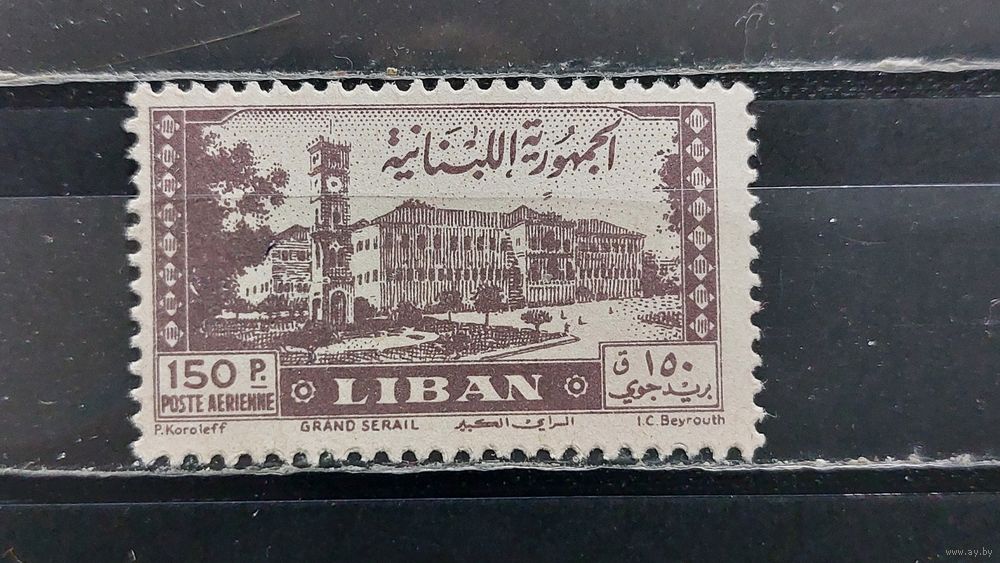 الجمهورية اللبنانية
150 P.
POSTE AERIENNE
LIBAN
١٥٠ ق
بريد جوي
P. Koroleff
GRAND SERAIL السراي الكبير
I.C. Beyrouth
www.ay.by